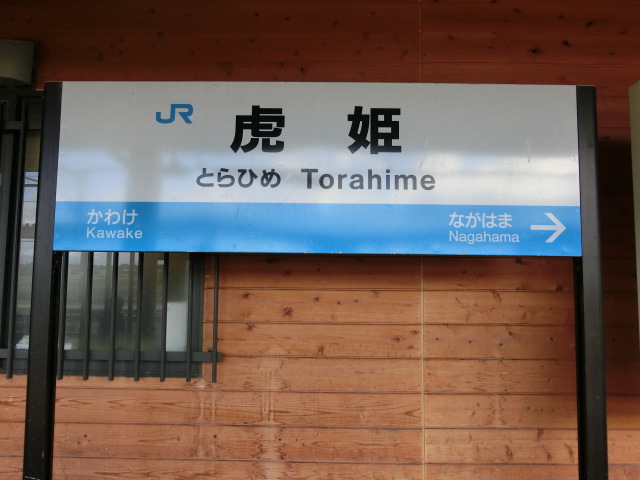 JR 虎姫
とらひめ Torahime
かわけ ながはま →
Kawake Nagahama